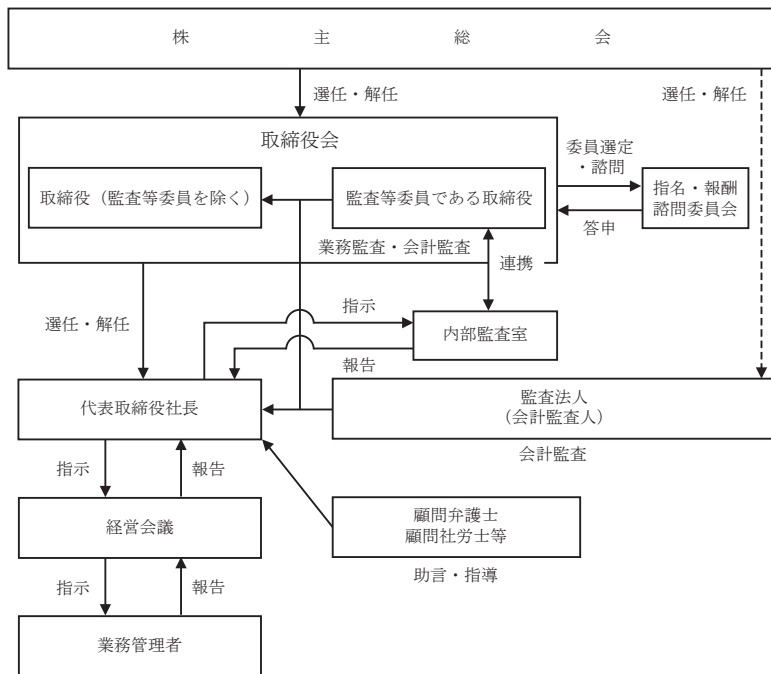 株主総会
選任・解任
選任・解任
取締役会
委員選定
・諮問
取締役（監査等委員を除く）
監査等委員である取締役
指名・報酬
諮問委員会
答申
業務監査・会計監査
連携
指示
選任・解任
内部監査室
報告
代表取締役社長
監査法人
（会計監査人）
会計監査
指示
報告
顧問弁護士
顧問社労士等
経営会議
助言・指導
指示
報告
業務管理者